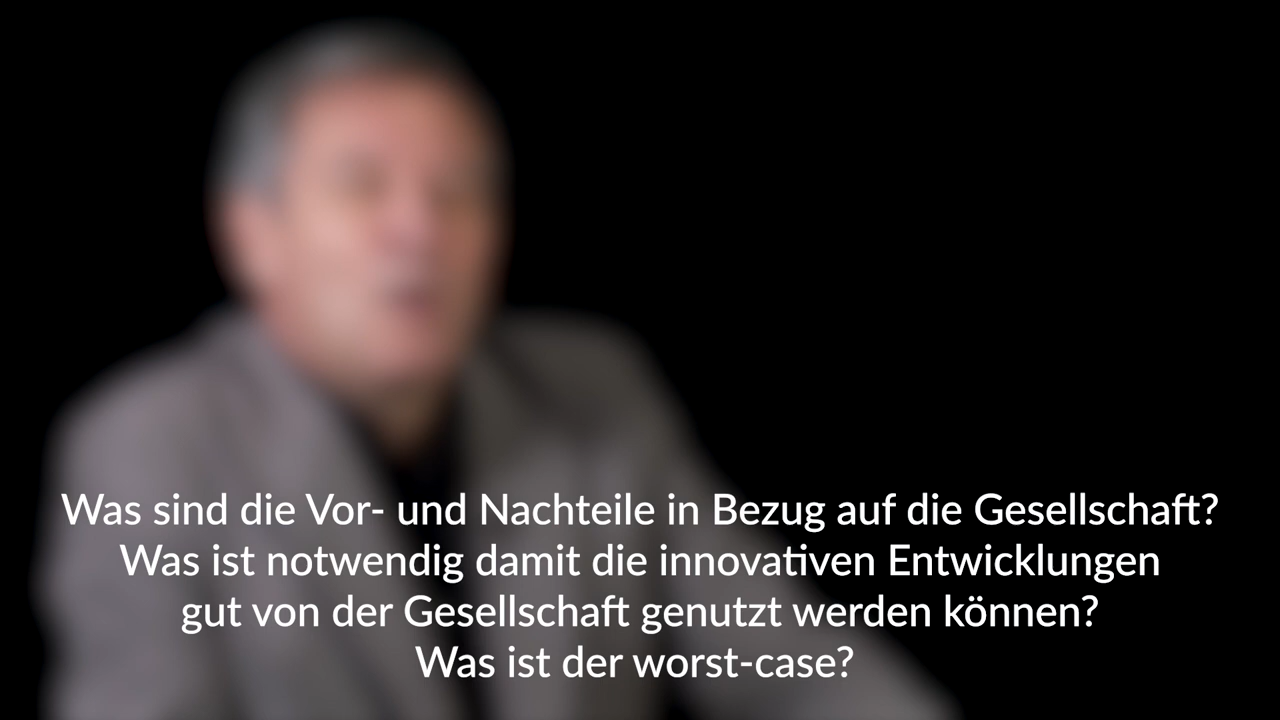 Was sind die Vor- und Nachteile in Bezug auf die Gesellschaft?
Was ist notwendig damit die innovativen Entwicklungen
gut von der Gesellschaft genutzt werden können?
Was ist der worst-case?